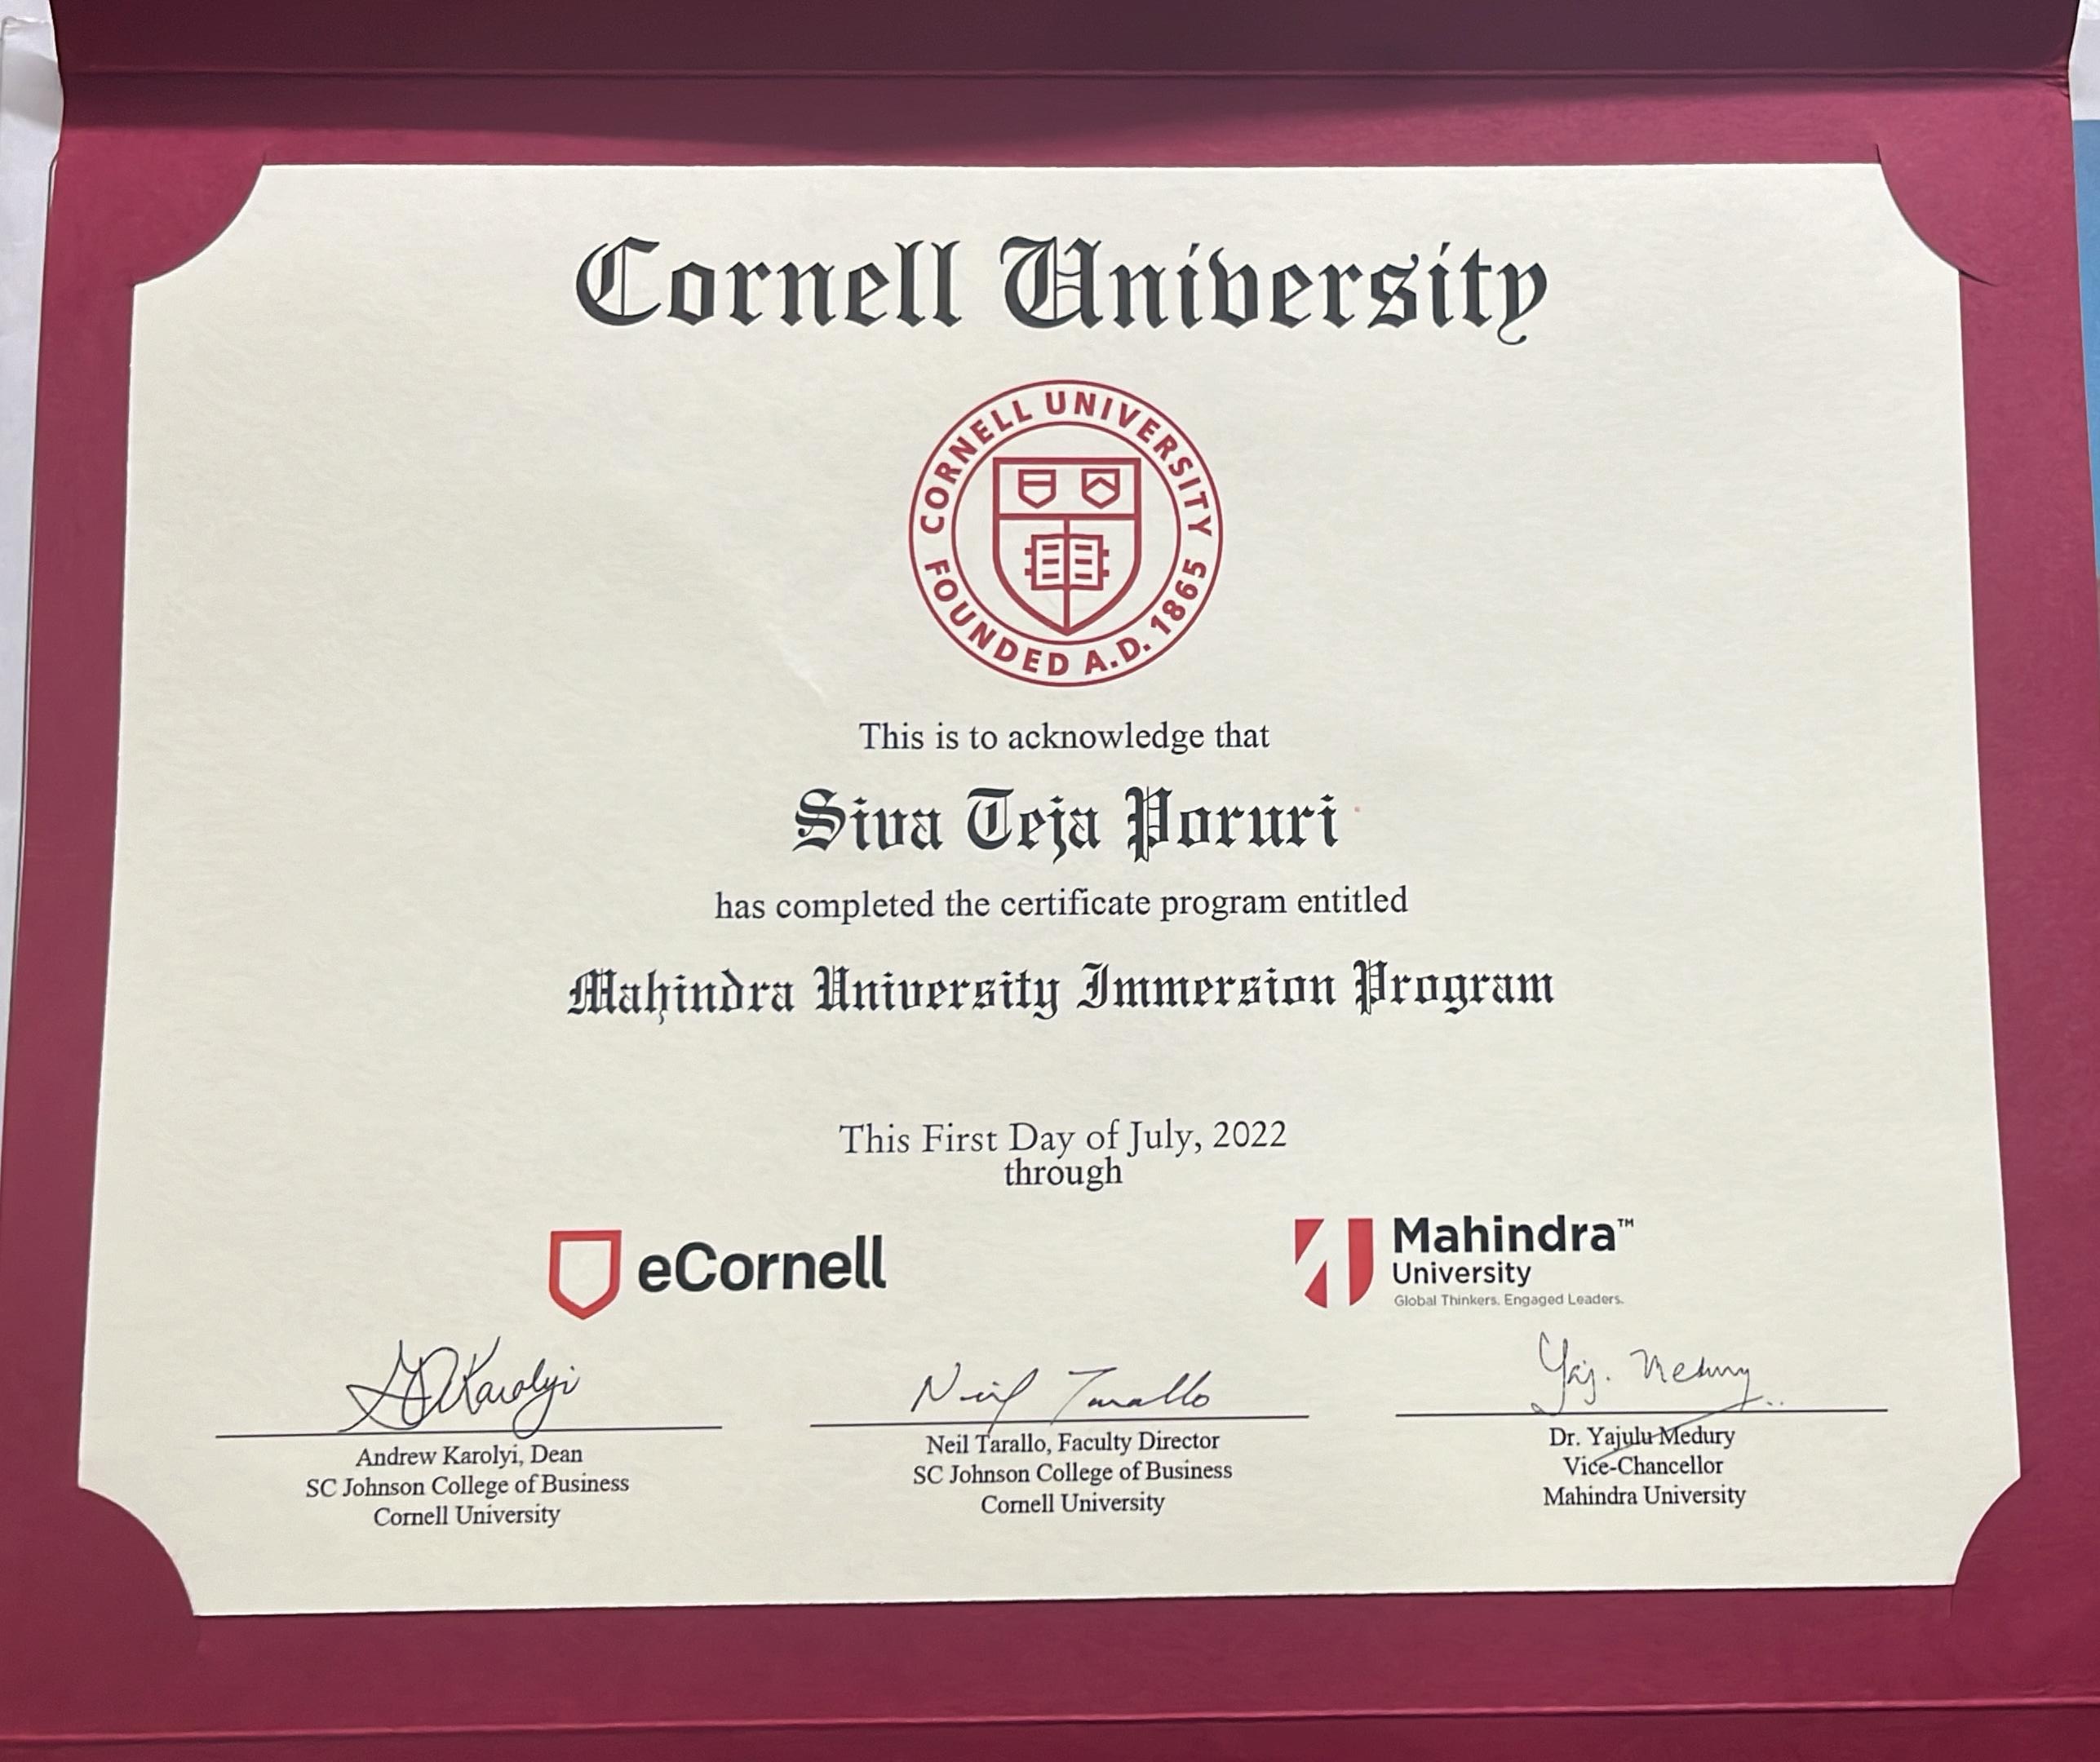 Cornell University
CORNELL UNIVERSITY
FOUNDED A.D. 1865
This is to acknowledge that
Siva Teja Poruri
has completed the certificate program entitled
Mahindra University Immersion Program
This First Day of July, 2022
through
eCornell
Mahindra™
University
Global Thinkers. Engaged Leaders.
Neil Tarallo
Yaj. Medury
Andrew Karolyi, Dean
SC Johnson College of Business
Cornell University
Neil Tarallo, Faculty Director
SC Johnson College of Business
Cornell University
Dr. Yajulu Medury
Vice-Chancellor
Mahindra University